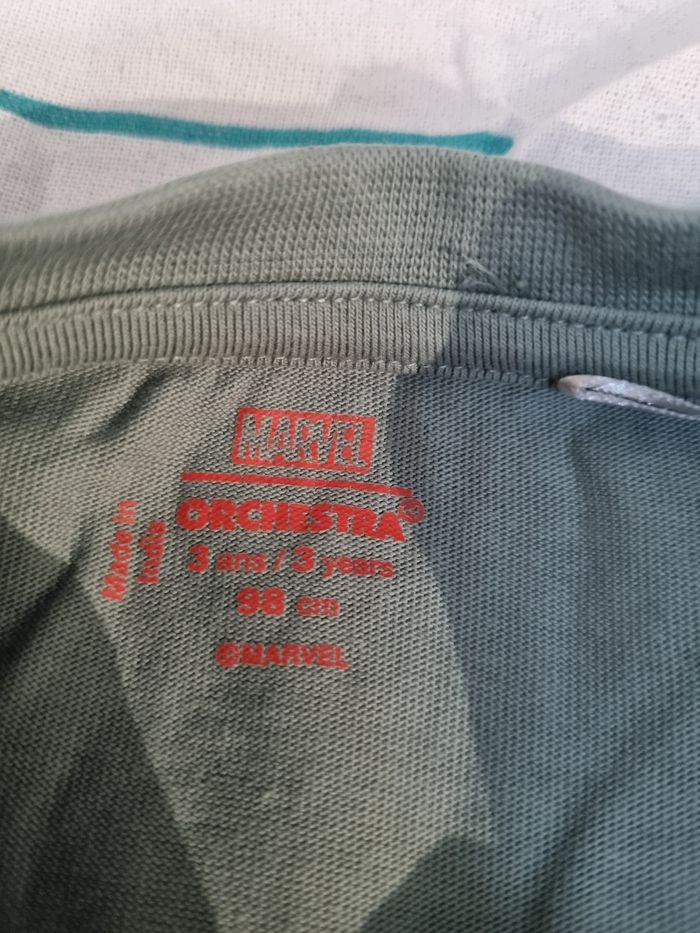 MARVEL
ORCHESTRA
Made in
India
3 ans / 3 years
98 cm
©MARVEL